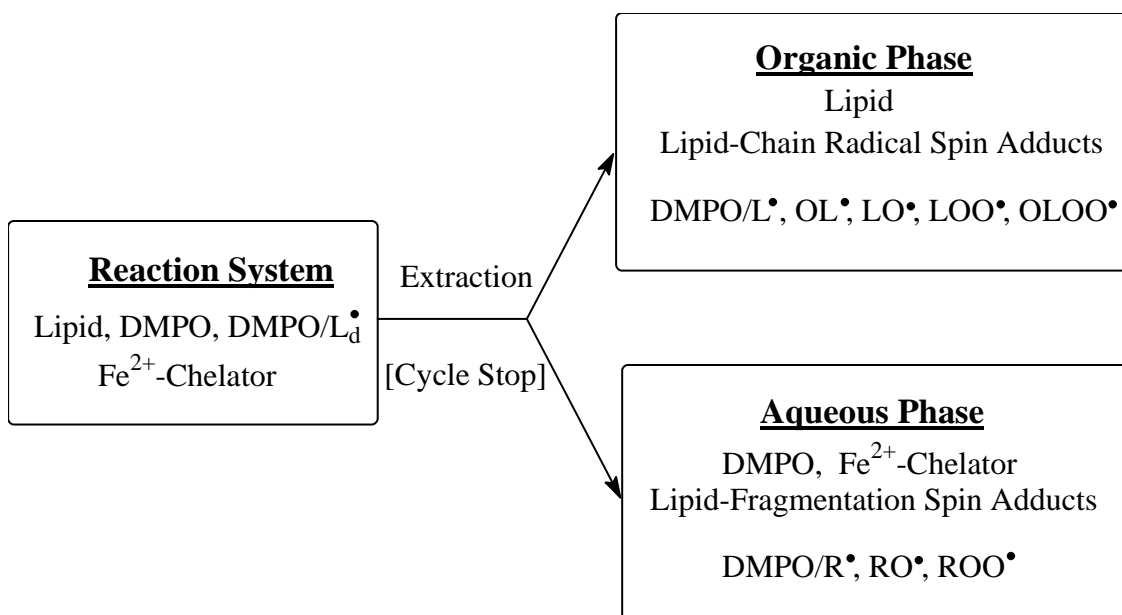 Reaction System
Lipid, DMPO, DMPO/L•d
Fe2+-Chelator
Extraction
[Cycle Stop]
Organic Phase
Lipid
Lipid-Chain Radical Spin Adducts
DMPO/L•, OL•, LO•, LOO•, OLOO•
Aqueous Phase
DMPO, Fe2+-Chelator
Lipid-Fragmentation Spin Adducts
DMPO/R•, RO•, ROO•